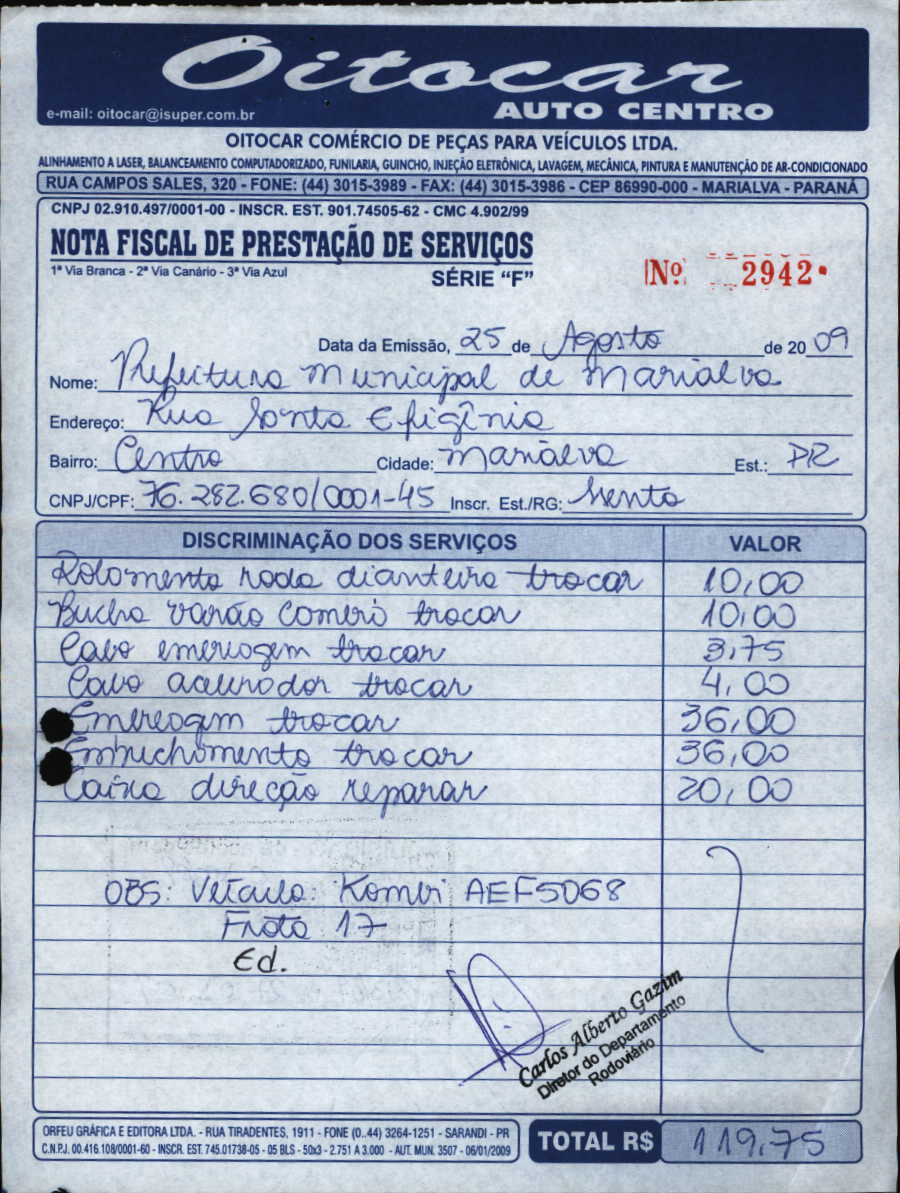 Oitocar
e-mail: oitocar@isuper.com.br
AUTO CENTRO
OITOCAR COMÉRCIO DE PEÇAS PARA VEÍCULOS LTDA.
ALINHAMENTO A LASER, BALANCEAMENTO COMPUTADORIZADO, FUNILARIA, GUINCHO, INJEÇÃO ELETRÔNICA, LAVAGEM, MECÂNICA, PINTURA E MANUTENÇÃO DE AR-CONDICIONADO
RUA CAMPOS SALES, 320 - FONE: (44) 3015-3989 - FAX: (44) 3015-3986 - CEP 86990-000 - MARIALVA - PARANÁ
CNPJ 02.910.497/0001-00 - INSCR. EST. 901.74505-62 - CMC 4.902/99
NOTA FISCAL DE PRESTAÇÃO DE SERVIÇOS
1ª Via Branca - 2ª Via Canário - 3ª Via Azul
SÉRIE “F”
Nº 2942
Data da Emissão, 25 de Agosto de 2009
Nome: Prefeitura Municipal de Marialva
Endereço: Rua Santa Efigênia
Bairro: Centro Cidade: Marialva Est.: PR
CNPJ/CPF: 76.282.680/0001-45 Inscr. Est./RG: Isento
DISCRIMINAÇÃO DOS SERVIÇOS VALOR
Rolamento roda dianteira trocar 10,00
Bucha varão trocar 10,00
Cabo embreagem trocar 3,75
Cabo acelerador trocar 4,00
Embreagem trocar 36,00
Embuchamento trocar 36,00
Caixa direção reparar 20,00
OBS: Veículo: Kombi AEF5068
Frota 17
Ed.
Carlos Alberto Gazim
Diretor do Departamento
Rodoviário
ORFEU GRÁFICA E EDITORA LTDA. - RUA TIRADENTES, 1911 - FONE (0..44) 3264-1251 - SARANDI - PR
C.N.P.J. 00.416.108/0001-60 - INSCR. EST. 745.01738-05 - 05 BLS - 50x3 - 2.751 A 3.000 - AUT. MUN. 3507 - 06/01/2009
TOTAL R$ 119,75